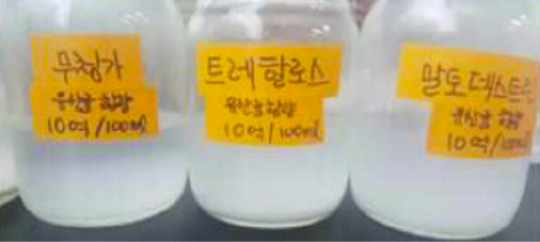 무첨가
유산균 함량
10억/100mL
트레할로스
유산균 함량
10억/100mL
말토덱스트린
유산균 함량
10억/100mL